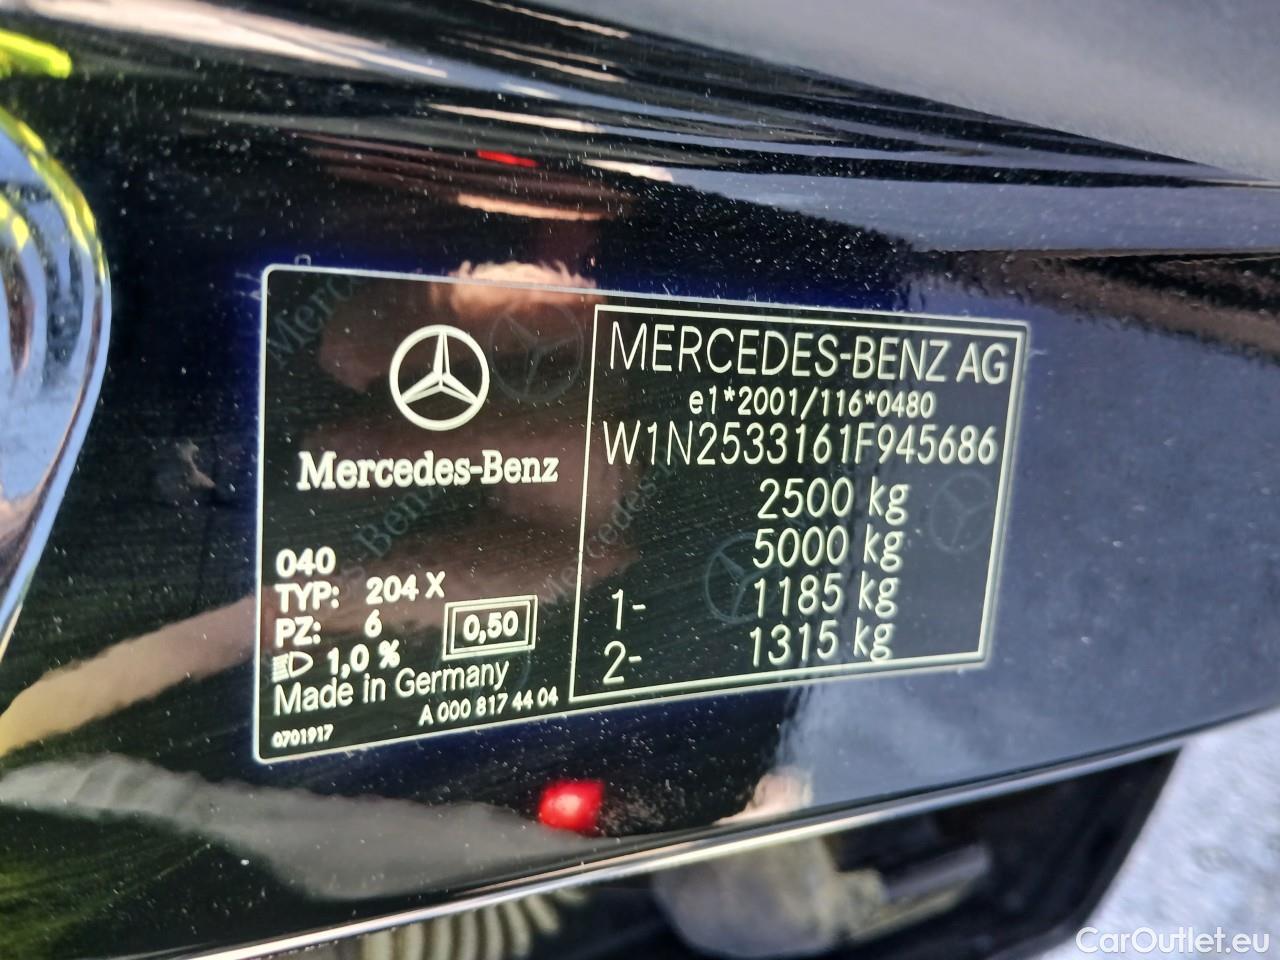 Mercedes-Benz
040
TYP: 204 X
PZ: 6
0,50
1,0 %
Made in Germany
A 000 817 44 04
0701917
MERCEDES-BENZ AG
e1*2001/116*0480
W1N2533161F945686
2500 kg
5000 kg
1- 1185 kg
2- 1315 kg
CarOutlet.eu